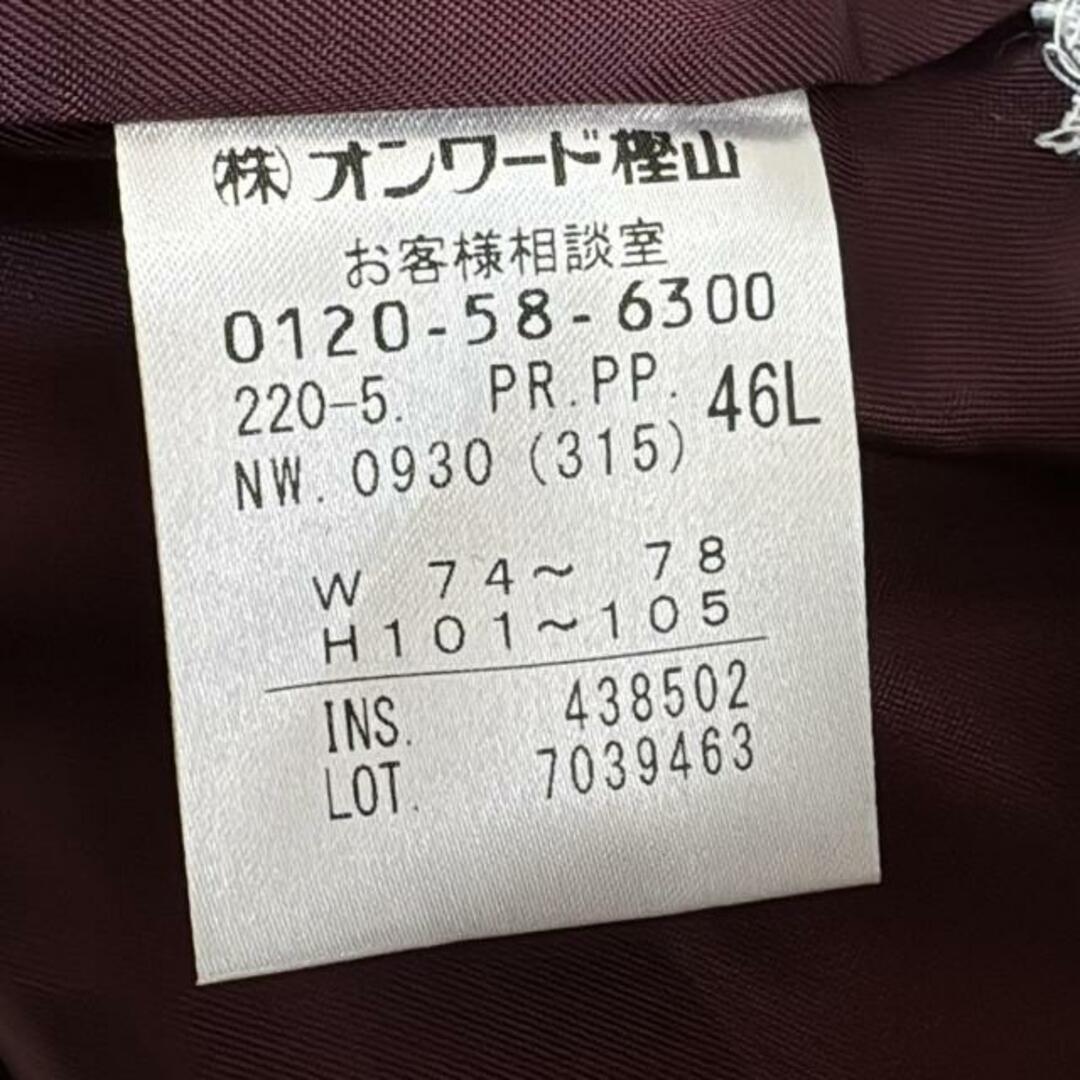 ㈱オンワード樫山
お客様相談室
0120-58-6300
220-5. PR.PP. 46L
NW. 0930 (315)
W 74～ 78
H101～105
INS. 438502
LOT. 7039463